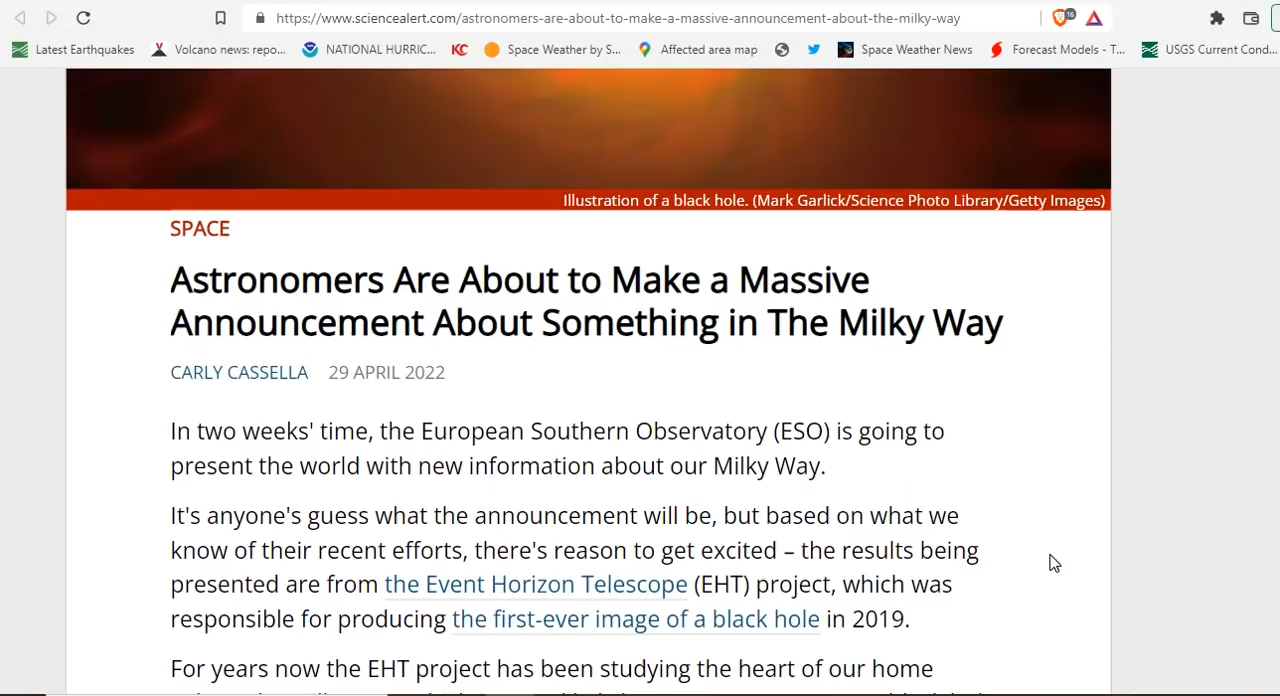 https://www.sciencealert.com/astronomers-are-about-to-make-a-massive-announcement-about-the-milky-way
16
Latest Earthquakes Volcano news: repo... NATIONAL HURRIC... KC Space Weather by S... Affected area map Space Weather News Forecast Models - T... USGS Current Cond...
Illustration of a black hole. (Mark Garlick/Science Photo Library/Getty Images)
SPACE
Astronomers Are About to Make a Massive
Announcement About Something in The Milky Way
CARLY CASSELLA 29 APRIL 2022
In two weeks' time, the European Southern Observatory (ESO) is going to
present the world with new information about our Milky Way.
It's anyone's guess what the announcement will be, but based on what we
know of their recent efforts, there's reason to get excited – the results being
presented are from the Event Horizon Telescope (EHT) project, which was
responsible for producing the first-ever image of a black hole in 2019.
For years now the EHT project has been studying the heart of our home